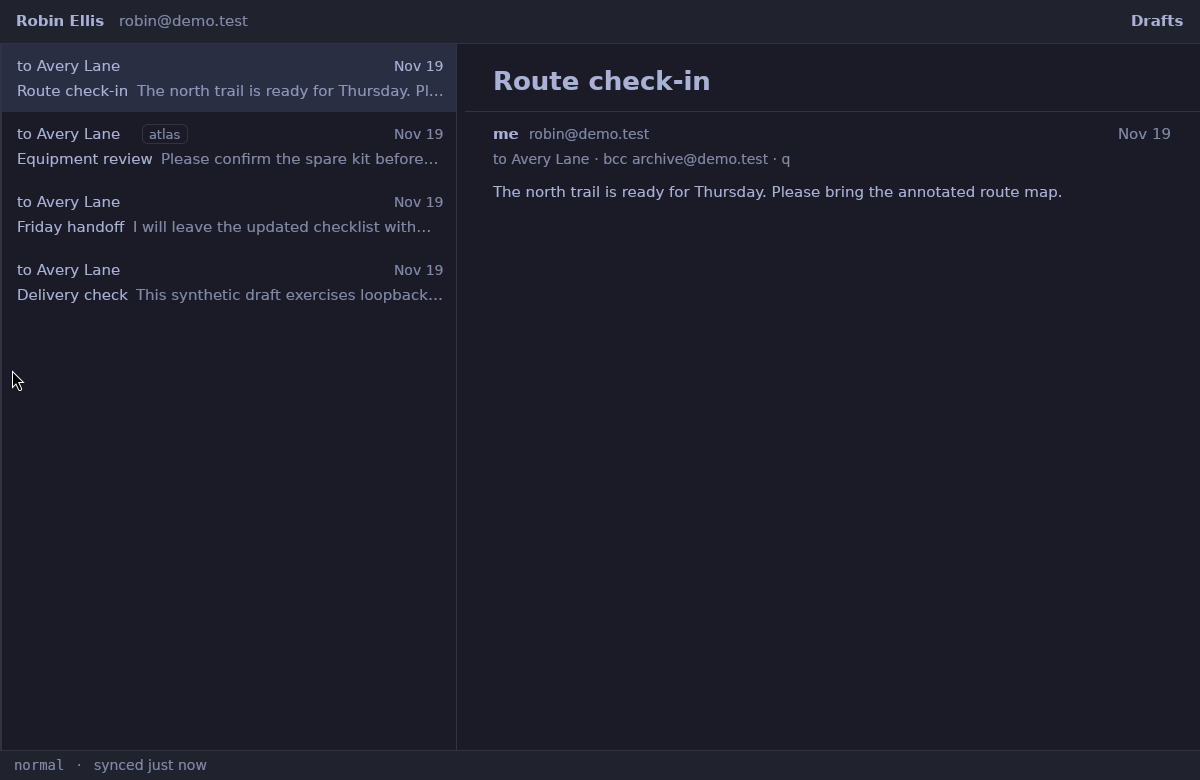 Robin Ellis robin@demo.test Drafts
to Avery Lane Nov 19
Route check-in The north trail is ready for Thursday. Pl...
to Avery Lane atlas Nov 19
Equipment review Please confirm the spare kit before...
to Avery Lane Nov 19
Friday handoff I will leave the updated checklist with...
to Avery Lane Nov 19
Delivery check This synthetic draft exercises loopback...
Route check-in
me robin@demo.test Nov 19
to Avery Lane · bcc archive@demo.test · q
The north trail is ready for Thursday. Please bring the annotated route map.
normal · synced just now